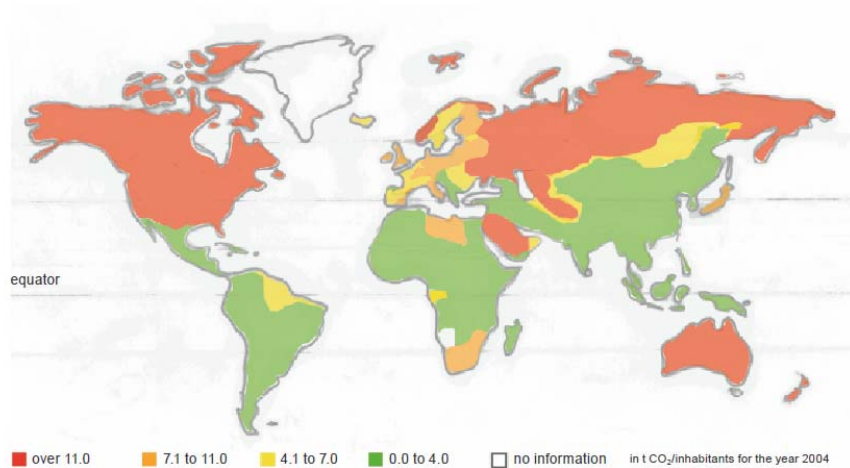 equator
over 11.0
7.1 to 11.0
4.1 to 7.0
0.0 to 4.0
no information
in t CO₂/inhabitants for the year 2004